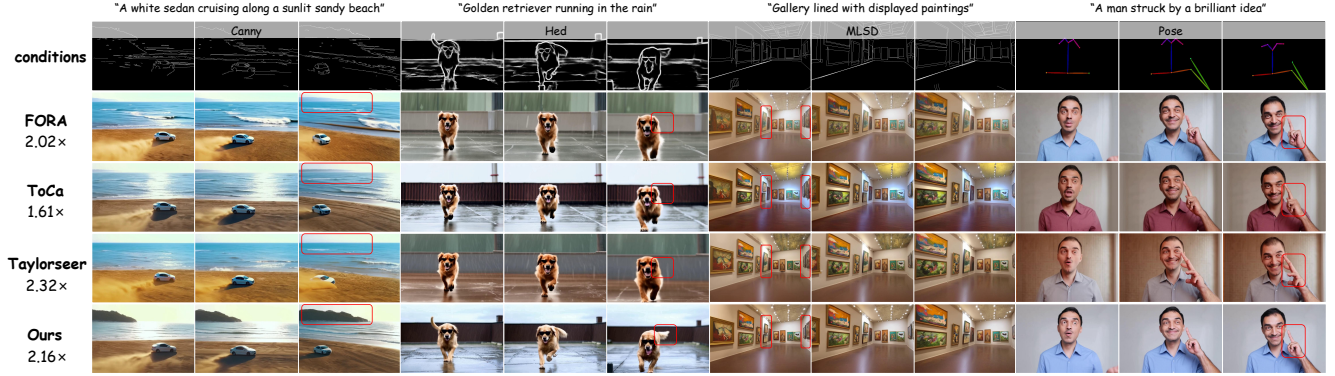 "A white sedan cruising along a sunlit sandy beach" "Golden retriever running in the rain" "Gallery lined with displayed paintings" "A man struck by a brilliant idea"
Canny Hed MLSD Pose
conditions
FORA
2.02×
ToCa
1.61×
Taylorseer
2.32×
Ours
2.16×